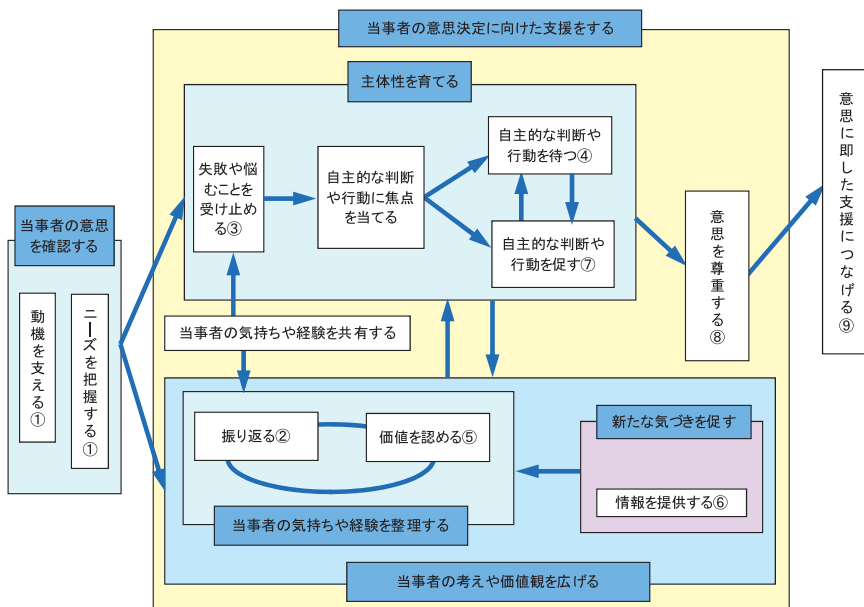 当事者の意思決定に向けた支援をする
主体性を育てる
当事者の意思
を確認する
動機を支える①
ニーズを把握する①
失敗や悩
むことを
受け止め
る③
自主的な判断
や行動に焦点
を当てる
自主的な判断や
行動を待つ④
自主的な判断や
行動を促す⑦
当事者の気持ちや経験を共有する
振り返る②
価値を認める⑤
当事者の気持ちや経験を整理する
新たな気づきを促す
情報を提供する⑥
当事者の考えや価値観を広げる
意思を尊重する⑧
意思に即した支援につなげる⑨